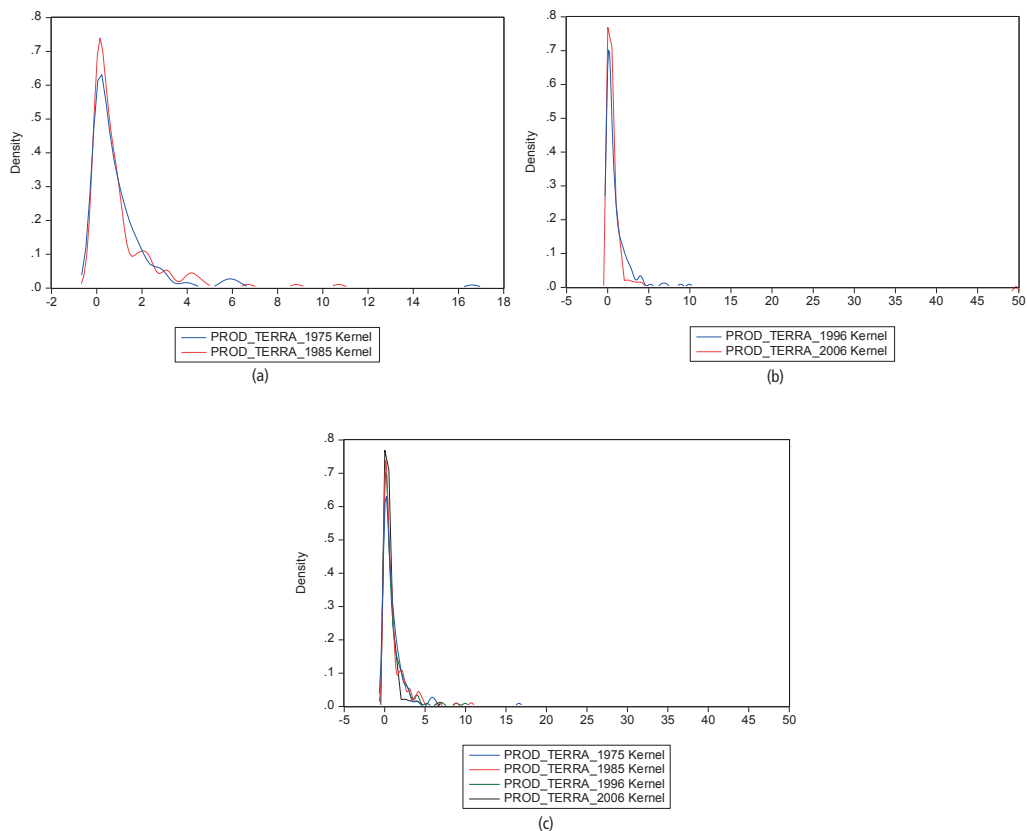 .8
.7
.6
.5
.4
.3
.2
.1
.0
Density
-2 0 2 4 6 8 10 12 14 16 18
PROD_TERRA_1975 Kernel
PROD_TERRA_1985 Kernel
(a)
.8
.7
.6
.5
.4
.3
.2
.1
.0
Density
-5 0 5 10 15 20 25 30 35 40 45 50
PROD_TERRA_1996 Kernel
PROD_TERRA_2006 Kernel
(b)
.8
.7
.6
.5
.4
.3
.2
.1
.0
Density
-5 0 5 10 15 20 25 30 35 40 45 50
PROD_TERRA_1975 Kernel
PROD_TERRA_1985 Kernel
PROD_TERRA_1996 Kernel
PROD_TERRA_2006 Kernel
(c)